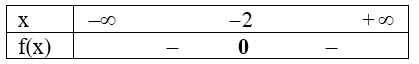 x –∞ –2 +∞
f(x) – 0 –